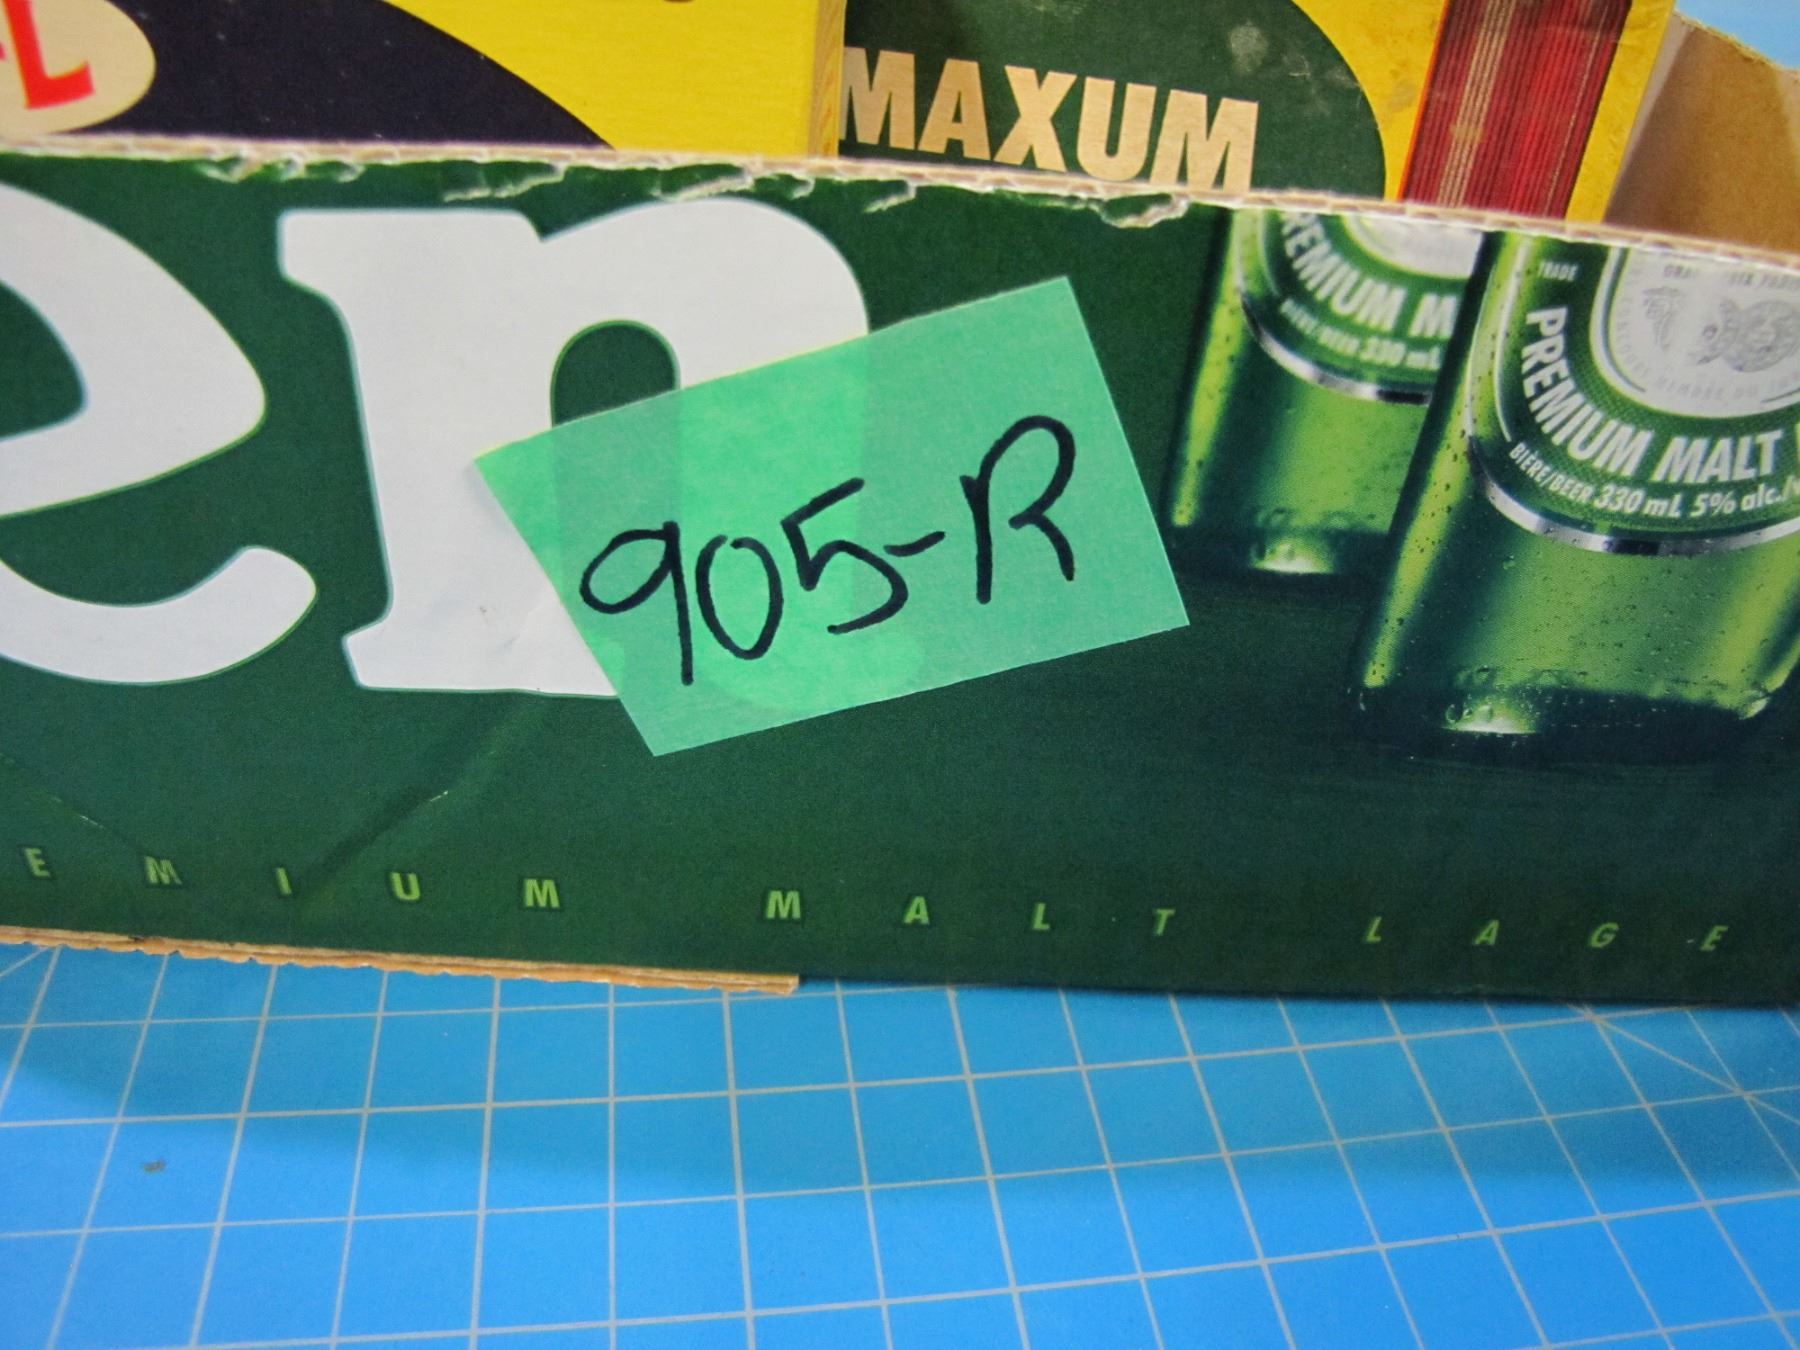 MAXUM
en
905-R
REMIUM M
BIÈRE/BEER 330 mL
TRADE
PREMIUM MALT
BIÈRE/BEER 330 mL 5% alc./v
EMIUM MALT LAGE